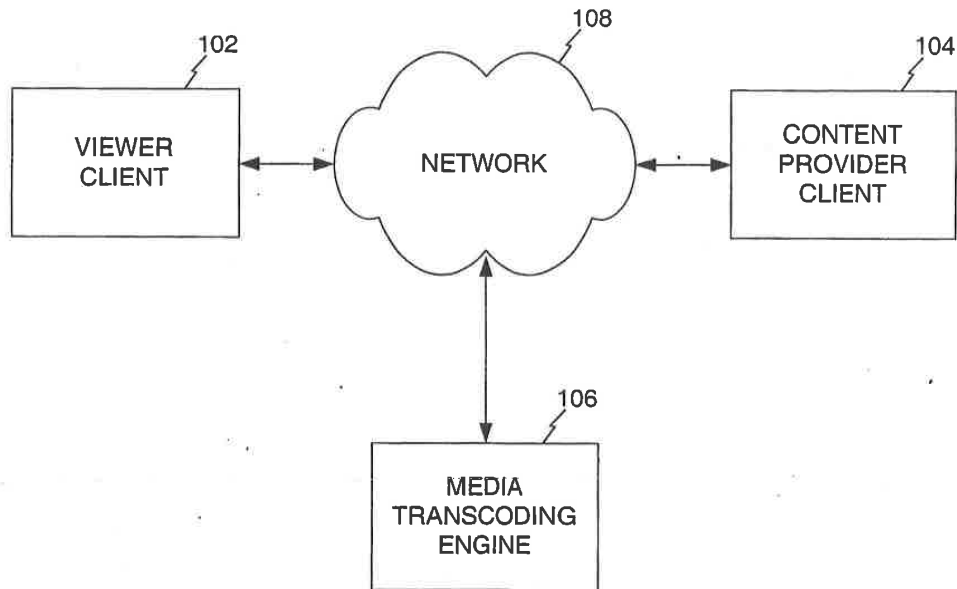 108
102
104
VIEWER
CLIENT
NETWORK
CONTENT
PROVIDER
CLIENT
106
MEDIA
TRANSCODING
ENGINE